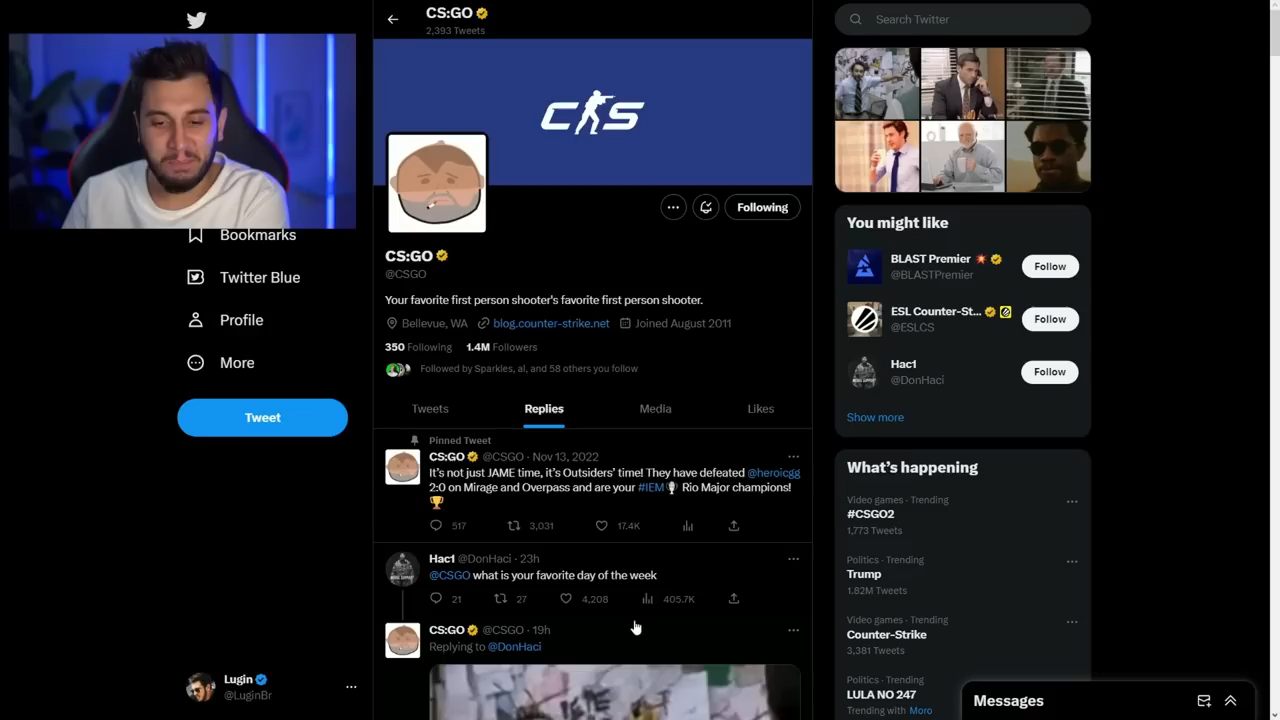 CS:GO
2,393 Tweets
Search Twitter
CS
Following
CS:GO
@CSGO
Your favorite first person shooter's favorite first person shooter.
Bellevue, WA blog.counter-strike.net Joined August 2011
350 Following 1.4M Followers
Followed by Sparkles, al, and 58 others you follow
Tweets Replies Media Likes
Pinned Tweet
CS:GO @CSGO · Nov 13, 2022
It's not just JAME time, it's Outsiders' time! They have defeated @heroicgg
2:0 on Mirage and Overpass and are your #IEM Rio Major champions!
517 3,031 17.4K
Hac1 @DonHaci · 23h
@CSGO what is your favorite day of the week
21 27 4,208 405.7K
CS:GO @CSGO · 19h
Replying to @DonHaci
Bookmarks
Twitter Blue
Profile
More
Tweet
Lugin
@LuginBr
You might like
BLAST Premier
@BLASTPremier
Follow
ESL Counter-St...
@ESLCS
Follow
Hac1
@DonHaci
Follow
Show more
What's happening
Video games · Trending
#CSGO2
1,773 Tweets
Politics · Trending
Trump
1.82M Tweets
Video games · Trending
Counter-Strike
3,381 Tweets
Politics · Trending
LULA NO 247
Trending with Moro
Messages